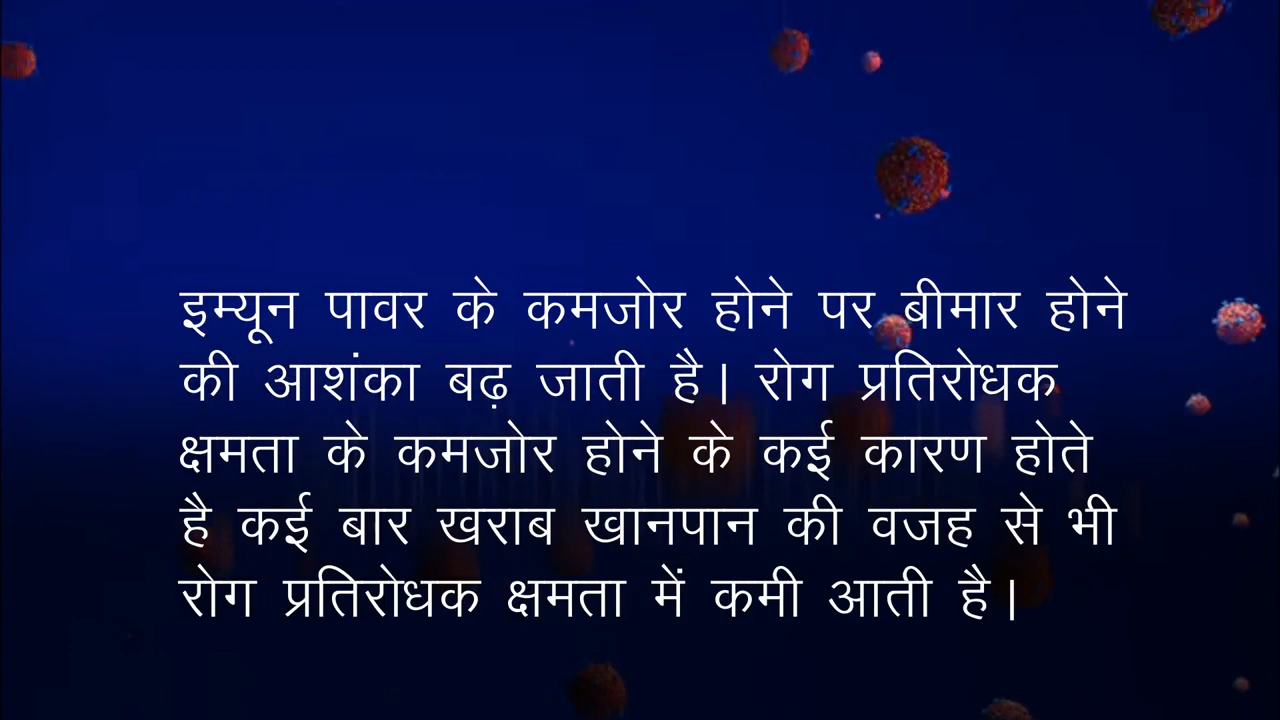 इम्यून पावर के कमजोर होने पर बीमार होने
की आशंका बढ़ जाती है। रोग प्रतिरोधक
क्षमता के कमजोर होने के कई कारण होते
है कई बार खराब खानपान की वजह से भी
रोग प्रतिरोधक क्षमता में कमी आती है।